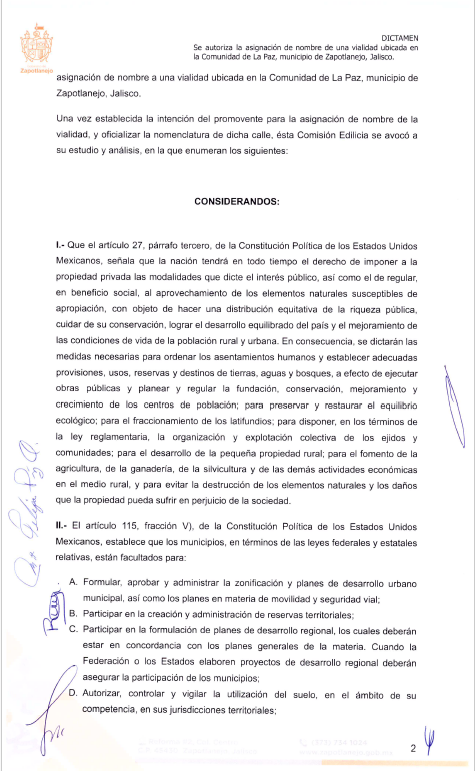 Zapotlanejo
DICTAMEN
Se autoriza la asignación de nombre de una vialidad ubicada en
la Comunidad de La Paz, municipio de Zapotlanejo, Jalisco.
asignación de nombre a una vialidad ubicada en la Comunidad de La Paz, municipio de
Zapotlanejo, Jalisco.
Una vez establecida la intención del promovente para la asignación de nombre de la
vialidad, y oficializar la nomenclatura de dicha calle, ésta Comisión Edilicia se avocó a
su estudio y análisis, en la que enumeran los siguientes:
CONSIDERANDOS:
I.- Que el artículo 27, párrafo tercero, de la Constitución Política de los Estados Unidos
Mexicanos, señala que la nación tendrá en todo tiempo el derecho de imponer a la
propiedad privada las modalidades que dicte el interés público, así como el de regular,
en beneficio social, al aprovechamiento de los elementos naturales susceptibles de
apropiación, con objeto de hacer una distribución equitativa de la riqueza pública,
cuidar de su conservación, lograr el desarrollo equilibrado del país y el mejoramiento de
las condiciones de vida de la población rural y urbana. En consecuencia, se dictarán las
medidas necesarias para ordenar los asentamientos humanos y establecer adecuadas
provisiones, usos, reservas y destinos de tierras, aguas y bosques, a efecto de ejecutar
obras públicas y planear y regular la fundación, conservación, mejoramiento y
crecimiento de los centros de población; para preservar y restaurar el equilibrio
ecológico; para el fraccionamiento de los latifundios; para disponer, en los términos de
la ley reglamentaria, la organización y explotación colectiva de los ejidos y
comunidades; para el desarrollo de la pequeña propiedad rural; para el fomento de la
agricultura, de la ganadería, de la silvicultura y de las demás actividades económicas
en el medio rural, y para evitar la destrucción de los elementos naturales y los daños
que la propiedad pueda sufrir en perjuicio de la sociedad.
II.- El artículo 115, fracción V), de la Constitución Política de los Estados Unidos
Mexicanos, establece que los municipios, en términos de las leyes federales y estatales
relativas, están facultados para:
A. Formular, aprobar y administrar la zonificación y planes de desarrollo urbano
municipal, así como los planes en materia de movilidad y seguridad vial;
B. Participar en la creación y administración de reservas territoriales;
C. Participar en la formulación de planes de desarrollo regional, los cuales deberán
estar en concordancia con los planes generales de la materia. Cuando la
Federación o los Estados elaboren proyectos de desarrollo regional deberán
asegurar la participación de los municipios;
D. Autorizar, controlar y vigilar la utilización del suelo, en el ámbito de su
competencia, en sus jurisdicciones territoriales;
2